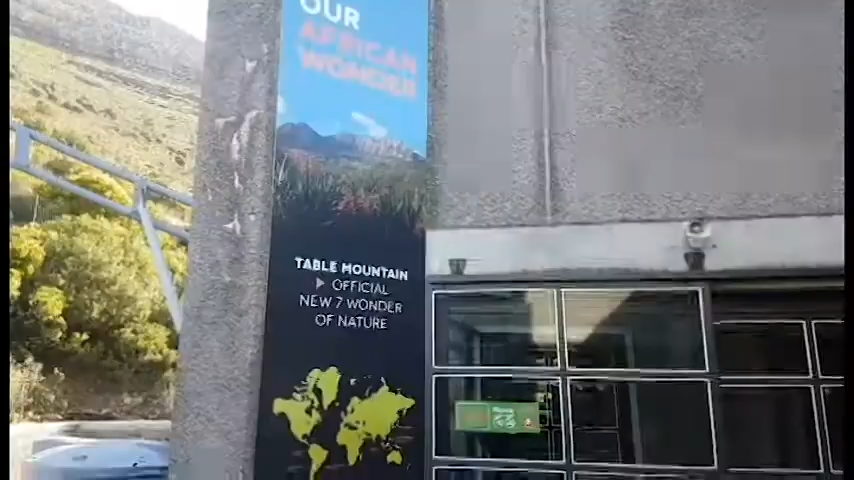 OUR
AFRICAN
WONDER
TABLE MOUNTAIN
OFFICIAL
NEW 7 WONDER
OF NATURE